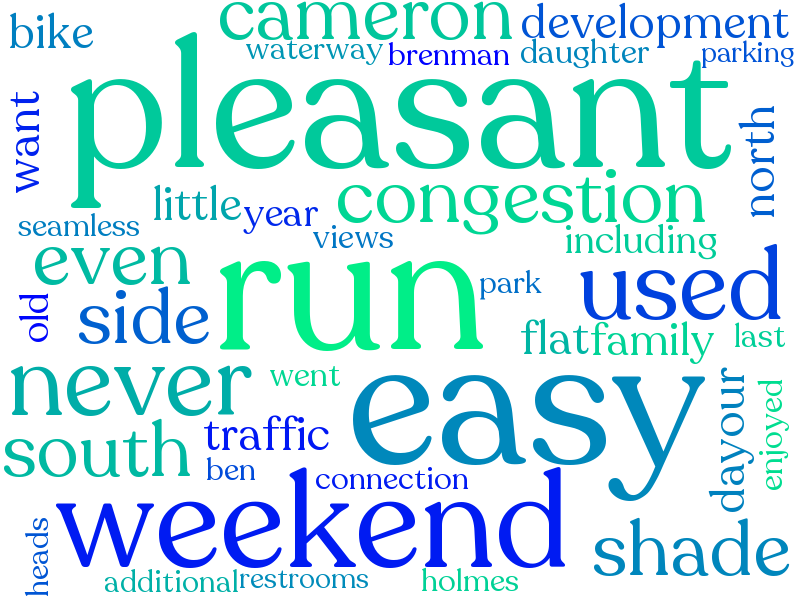 cameron
development
bike
waterway
brenman
daughter
parking
pleasant
want
north
little
year
congestion
seamless
views
including
even
run
park
used
old
side
flat
family
last
never
went
easy
dayour
enjoyed
south
traffic
ben
connection
weekend
shade
heads
additional
restrooms
holmes